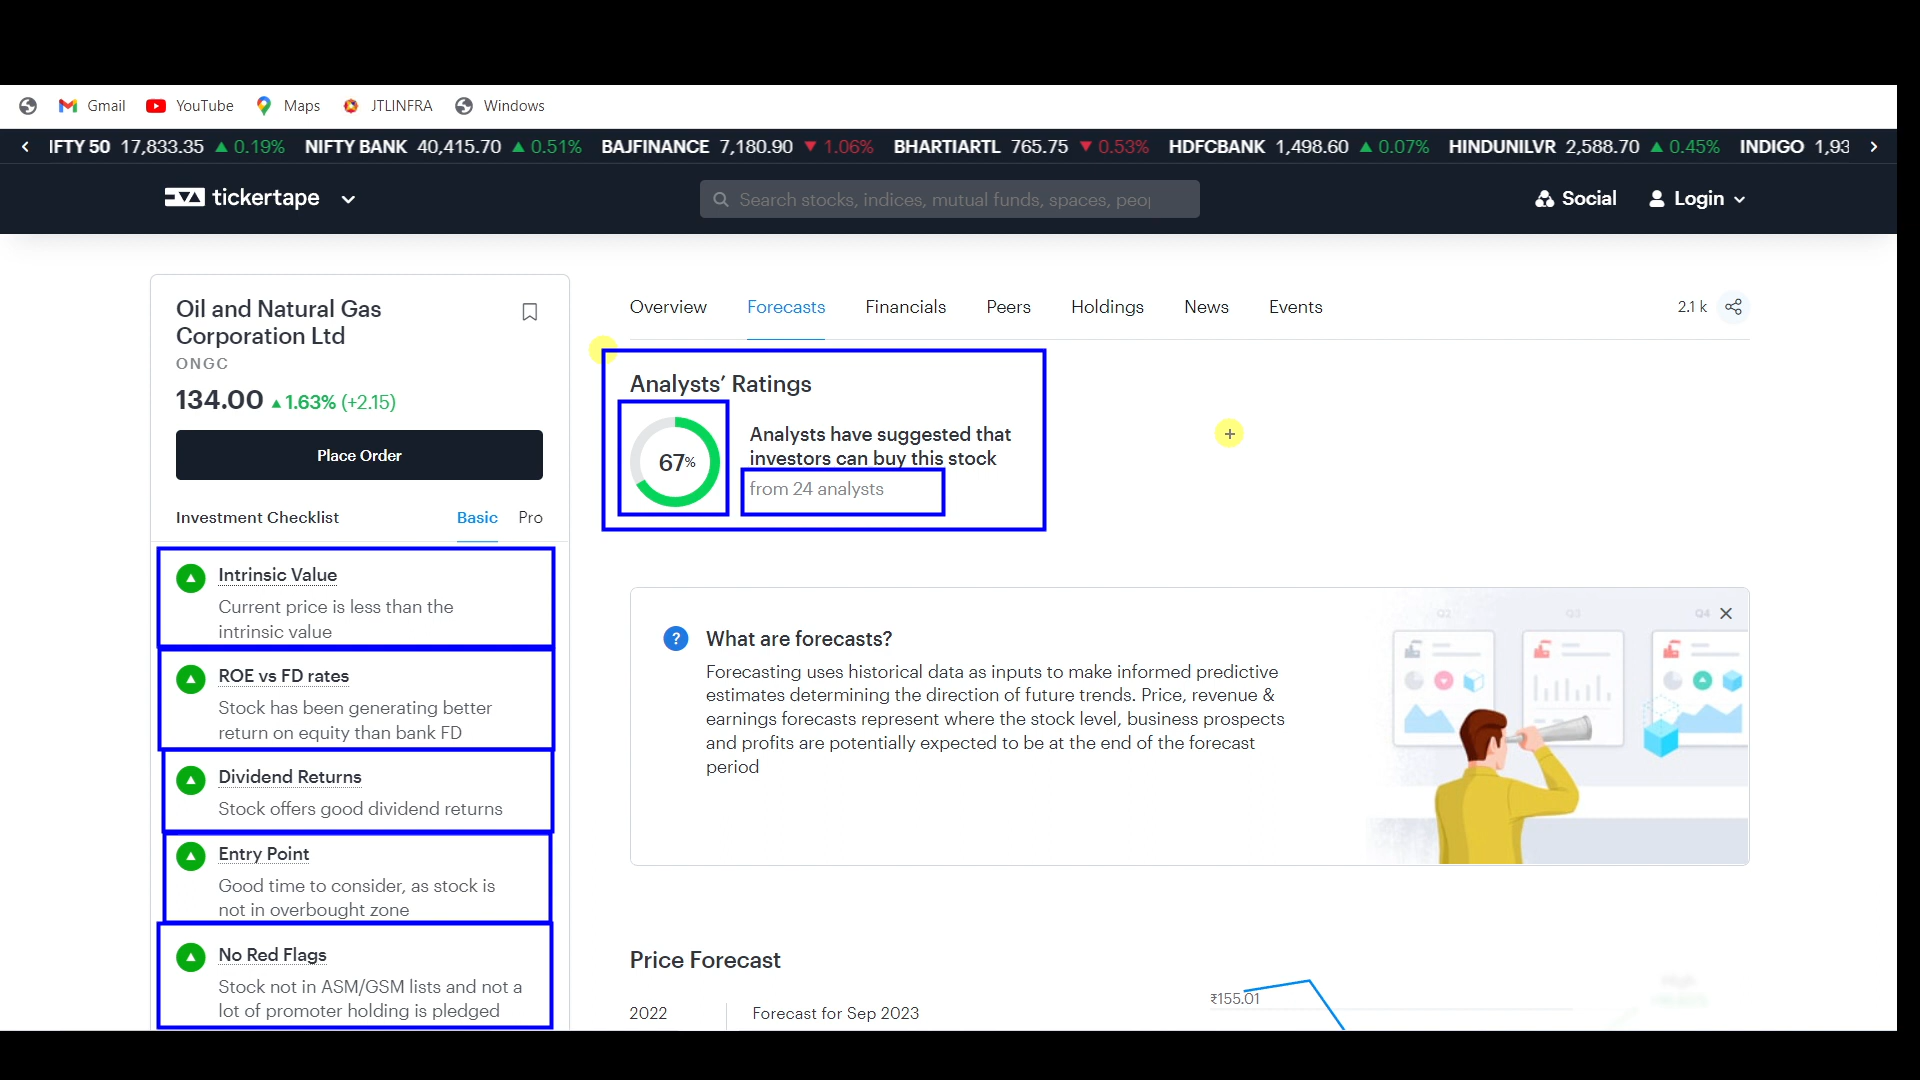 Gmail YouTube Maps JTLINFRA Windows
IFTY 50 17,833.35 ▲ 0.19% NIFTY BANK 40,415.70 ▲ 0.51% BAJFINANCE 7,180.90 ▼ 1.06% BHARTIARTL 765.75 ▼ 0.53% HDFCBANK 1,498.60 ▲ 0.07% HINDUNILVR 2,588.70 ▲ 0.45% INDIGO 1,93
tickertape
Search stocks, indices, mutual funds, spaces, peo
Social
Login
Oil and Natural Gas
Corporation Ltd
ONGC
134.00 ▲ 1.63% (+2.15)
Place Order
Investment Checklist Basic Pro
Intrinsic Value
Current price is less than the
intrinsic value
ROE vs FD rates
Stock has been generating better
return on equity than bank FD
Dividend Returns
Stock offers good dividend returns
Entry Point
Good time to consider, as stock is
not in overbought zone
No Red Flags
Stock not in ASM/GSM lists and not a
lot of promoter holding is pledged
Overview Forecasts Financials Peers Holdings News Events
2.1 k
Analysts’ Ratings
67%
Analysts have suggested that
investors can buy this stock
from 24 analysts
What are forecasts?
Forecasting uses historical data as inputs to make informed predictive
estimates determining the direction of future trends. Price, revenue &
earnings forecasts represent where the stock level, business prospects
and profits are potentially expected to be at the end of the forecast
period
Q2 Q3 Q4
Price Forecast
2022 Forecast for Sep 2023
₹155.01
High